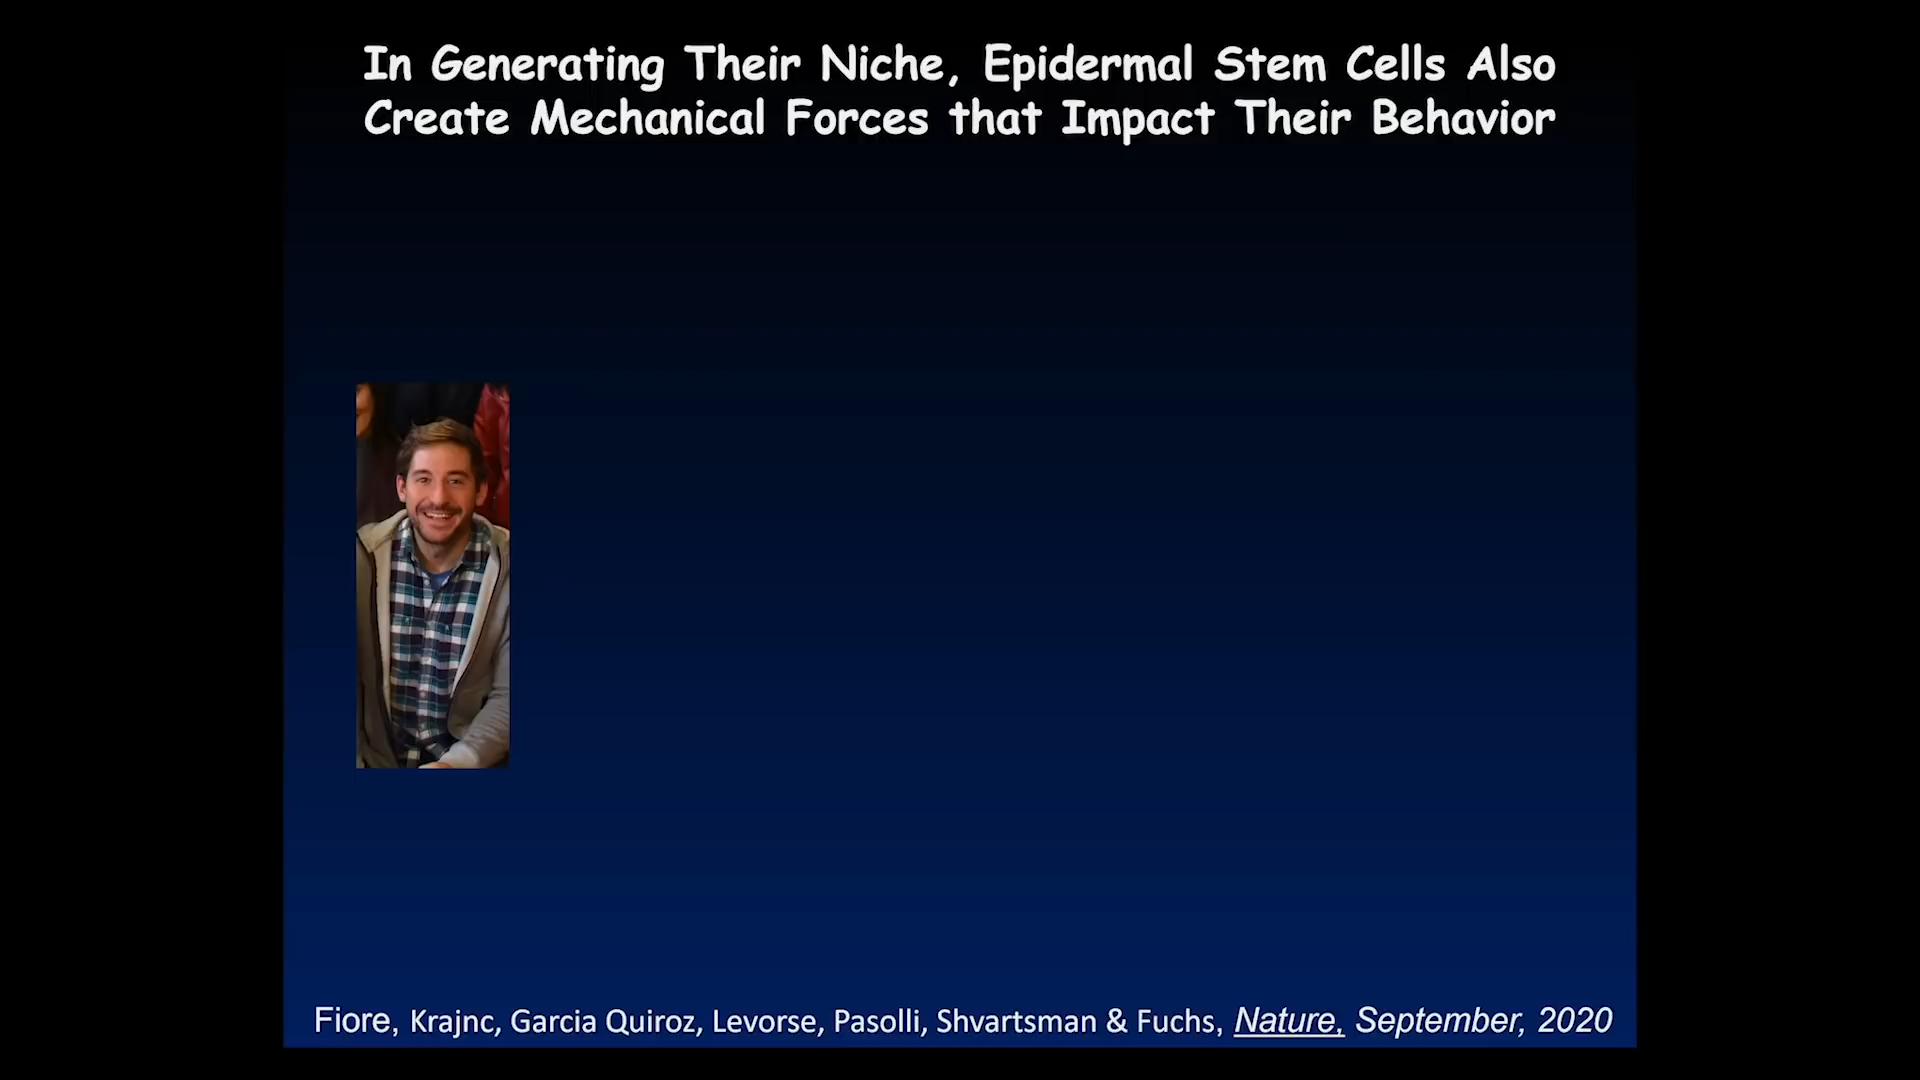 In Generating Their Niche, Epidermal Stem Cells Also
Create Mechanical Forces that Impact Their Behavior
Fiore, Krajnc, Garcia Quiroz, Levorse, Pasolli, Shvartsman & Fuchs, Nature, September, 2020